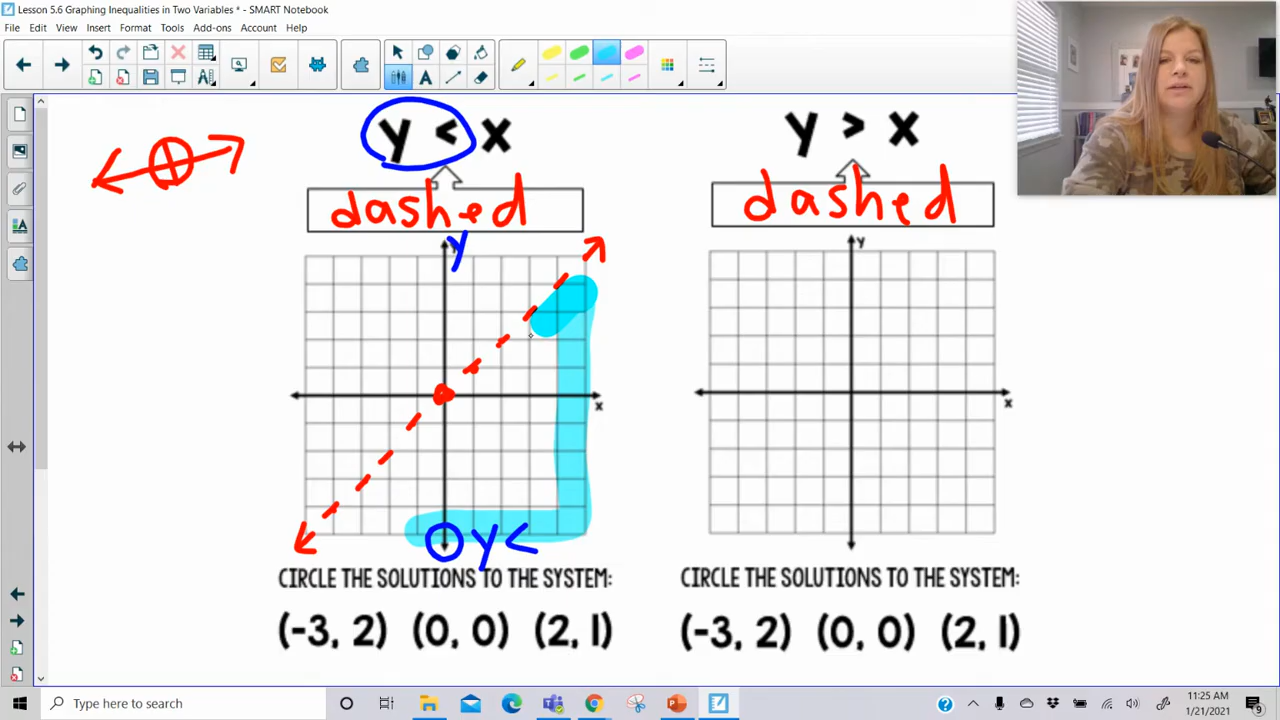 Lesson 5.6 Graphing Inequalities in Two Variables * - SMART Notebook
File Edit View Insert Format Tools Add-ons Account Help
y < x
y > x
dashed
dashed
y
y
y
x
x
y <
CIRCLE THE SOLUTIONS TO THE SYSTEM:
(-3, 2) (0, 0) (2, 1)
CIRCLE THE SOLUTIONS TO THE SYSTEM:
(-3, 2) (0, 0) (2, 1)
Type here to search
11:25 AM
1/21/2021